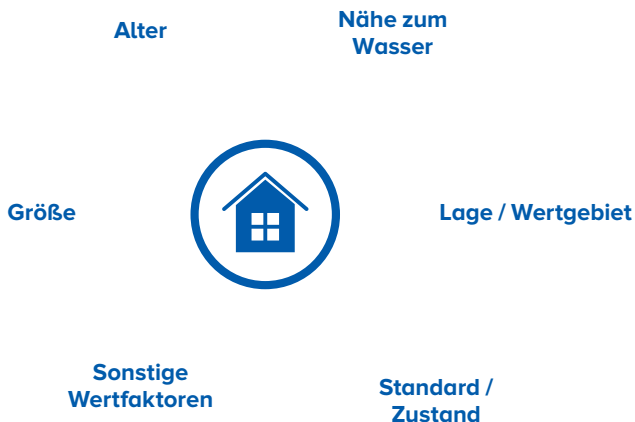 Alter
Nähe zum
Wasser
Größe
Lage / Wertgebiet
Sonstige
Wertfaktoren
Standard /
Zustand